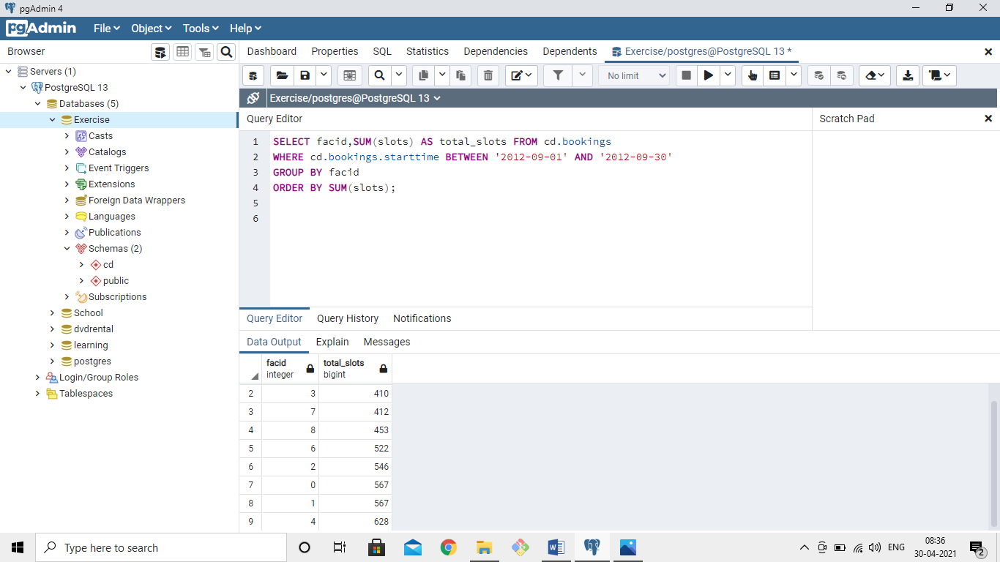 pgAdmin 4
pgAdmin File Object Tools Help
Browser
Dashboard Properties SQL Statistics Dependencies Dependents Exercise/postgres@PostgreSQL 13 *
No limit
Exercise/postgres@PostgreSQL 13
Query Editor
Scratch Pad
Servers (1)
PostgreSQL 13
Databases (5)
Exercise
Casts
Catalogs
Event Triggers
Extensions
Foreign Data Wrappers
Languages
Publications
Schemas (2)
cd
public
Subscriptions
School
dvdrental
learning
postgres
Login/Group Roles
Tablespaces
1 SELECT facid,SUM(slots) AS total_slots FROM cd.bookings
2 WHERE cd.bookings.starttime BETWEEN '2012-09-01' AND '2012-09-30'
3 GROUP BY facid
4 ORDER BY SUM(slots);
5
6
Query Editor Query History Notifications
Data Output Explain Messages
facid total_slots
integer bigint
2 3 410
3 7 412
4 8 453
5 6 522
6 2 546
7 0 567
8 1 567
9 4 628
Type here to search
ENG
08:36
30-04-2021
2